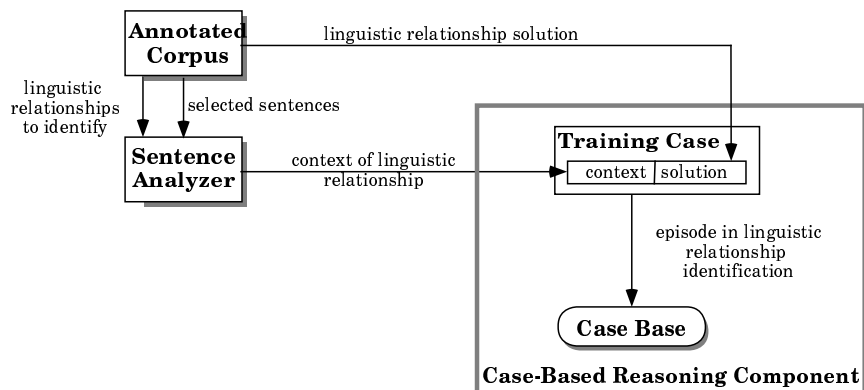 Annotated
Corpus
linguistic relationship solution
linguistic
relationships
to identify
selected sentences
Sentence
Analyzer
context of linguistic
relationship
Training Case
context
solution
episode in linguistic
relationship
identification
Case Base
Case-Based Reasoning Component